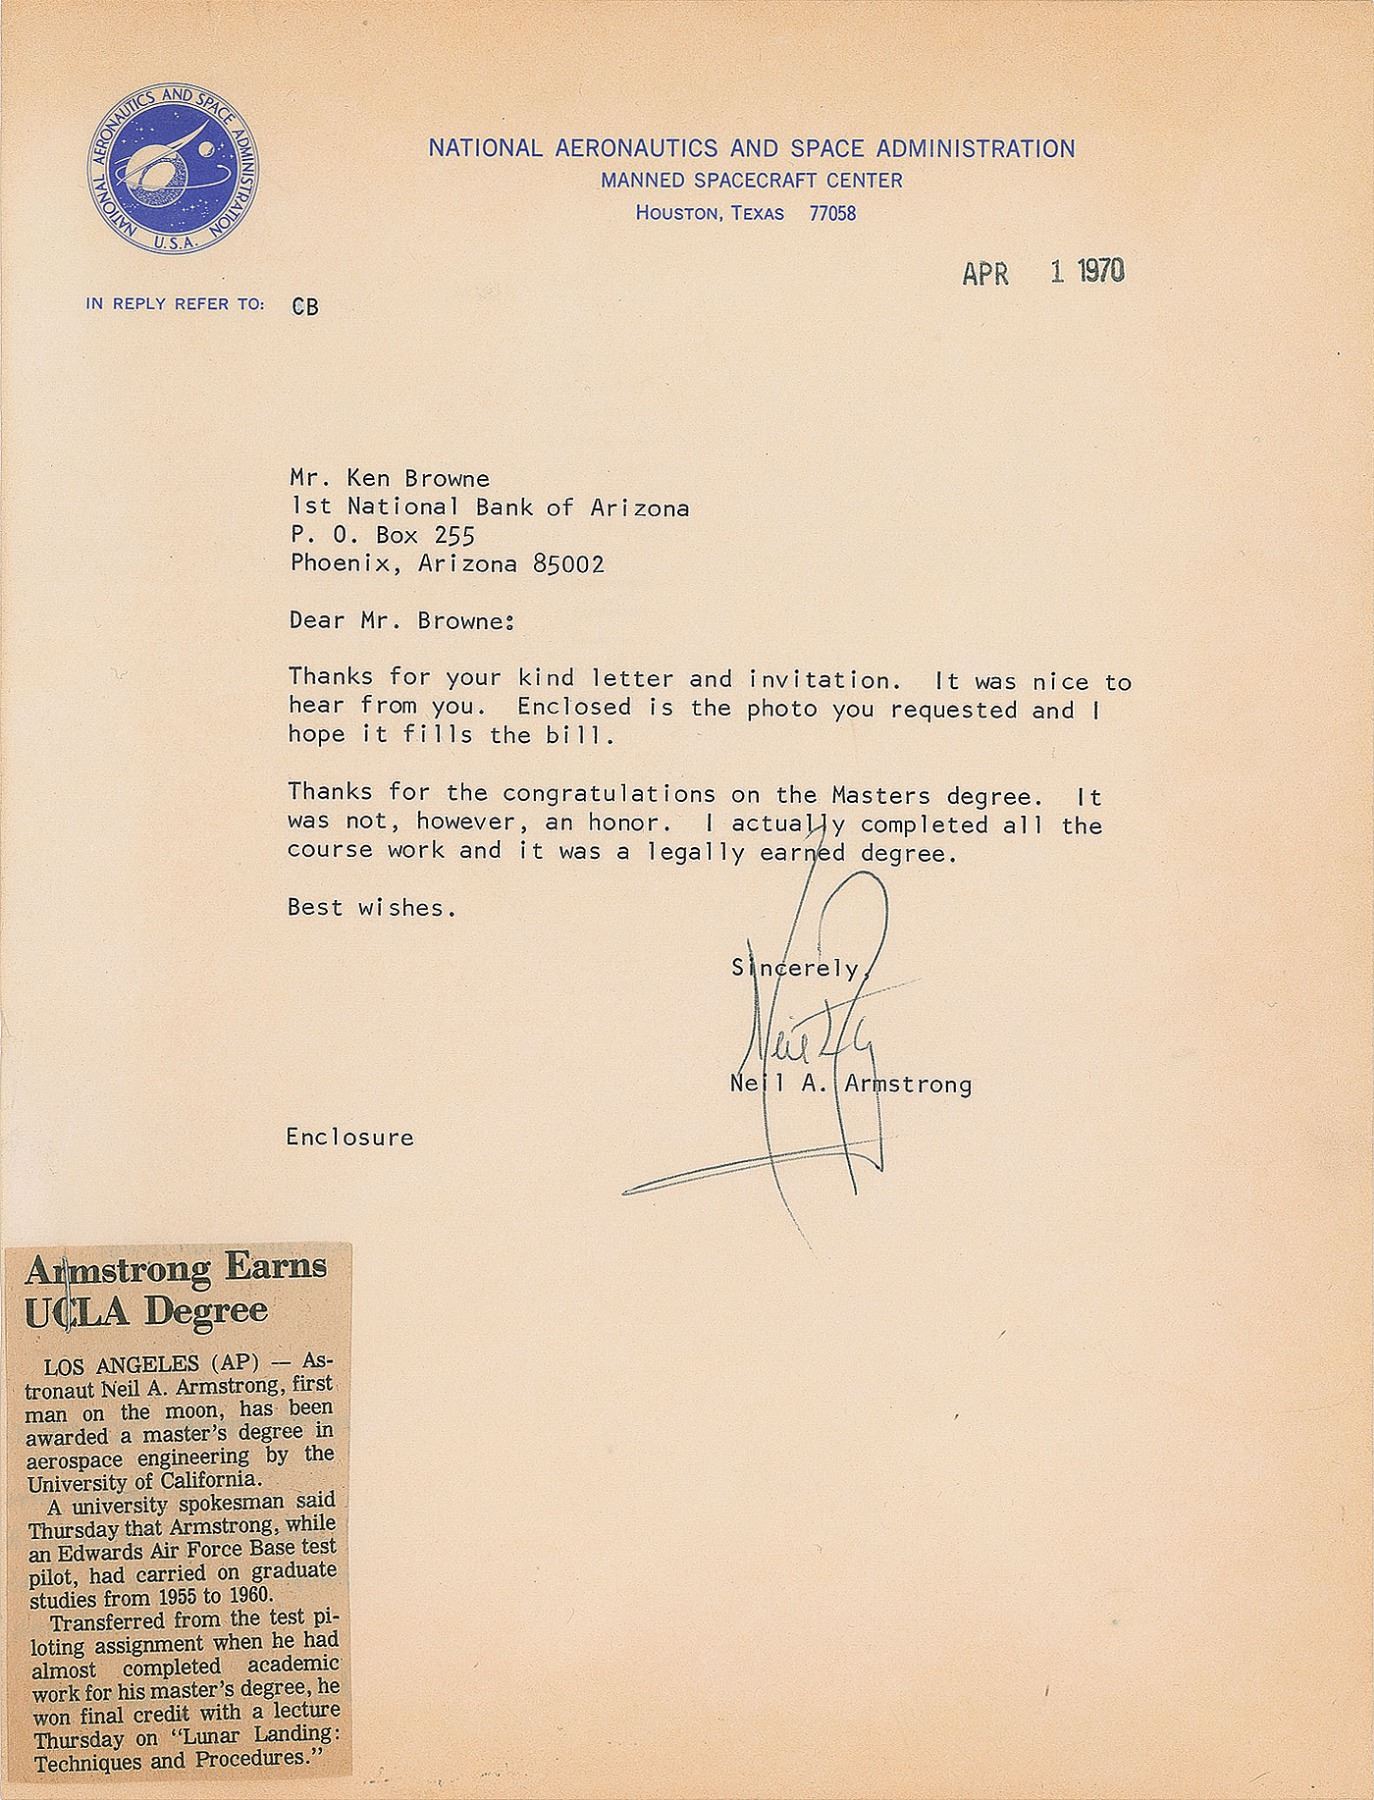 NATIONAL AERONAUTICS AND SPACE ADMINISTRATION
U.S.A.
NATIONAL AERONAUTICS AND SPACE ADMINISTRATION
MANNED SPACECRAFT CENTER
HOUSTON, TEXAS 77058
APR 1 1970
IN REPLY REFER TO: CB
Mr. Ken Browne
1st National Bank of Arizona
P. O. Box 255
Phoenix, Arizona 85002
Dear Mr. Browne:
Thanks for your kind letter and invitation. It was nice to
hear from you. Enclosed is the photo you requested and I
hope it fills the bill.
Thanks for the congratulations on the Masters degree. It
was not, however, an honor. I actually completed all the
course work and it was a legally earned degree.
Best wishes.
Sincerely,
Neil A. Armstrong
Enclosure
Armstrong Earns
UCLA Degree
LOS ANGELES (AP) — As-
tronaut Neil A. Armstrong, first
man on the moon, has been
awarded a master's degree in
aerospace engineering by the
University of California.
A university spokesman said
Thursday that Armstrong, while
an Edwards Air Force Base test
pilot, had carried on graduate
studies from 1955 to 1960.
Transferred from the test pi-
loting assignment when he had
almost completed academic
work for his master's degree, he
won final credit with a lecture
Thursday on "Lunar Landing:
Techniques and Procedures."